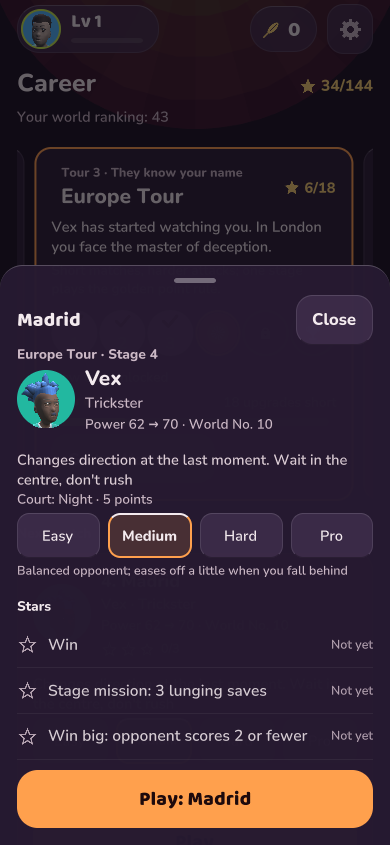 Lv 1
0
Career
34/144
Your world ranking: 43
Tour 3 · They know your name
Europe Tour
6/18
Vex has started watching you. In London
you face the master of deception.
Madrid
Close
Europe Tour · Stage 4
Vex
Trickster
Power 62 → 70 · World No. 10
Changes direction at the last moment. Wait in the
centre, don't rush
Court: Night · 5 points
Easy
Medium
Hard
Pro
Balanced opponent; eases off a little when you fall behind
Stars
Win
Not yet
Stage mission: 3 lunging saves
Not yet
Win big: opponent scores 2 or fewer
Not yet
Play: Madrid